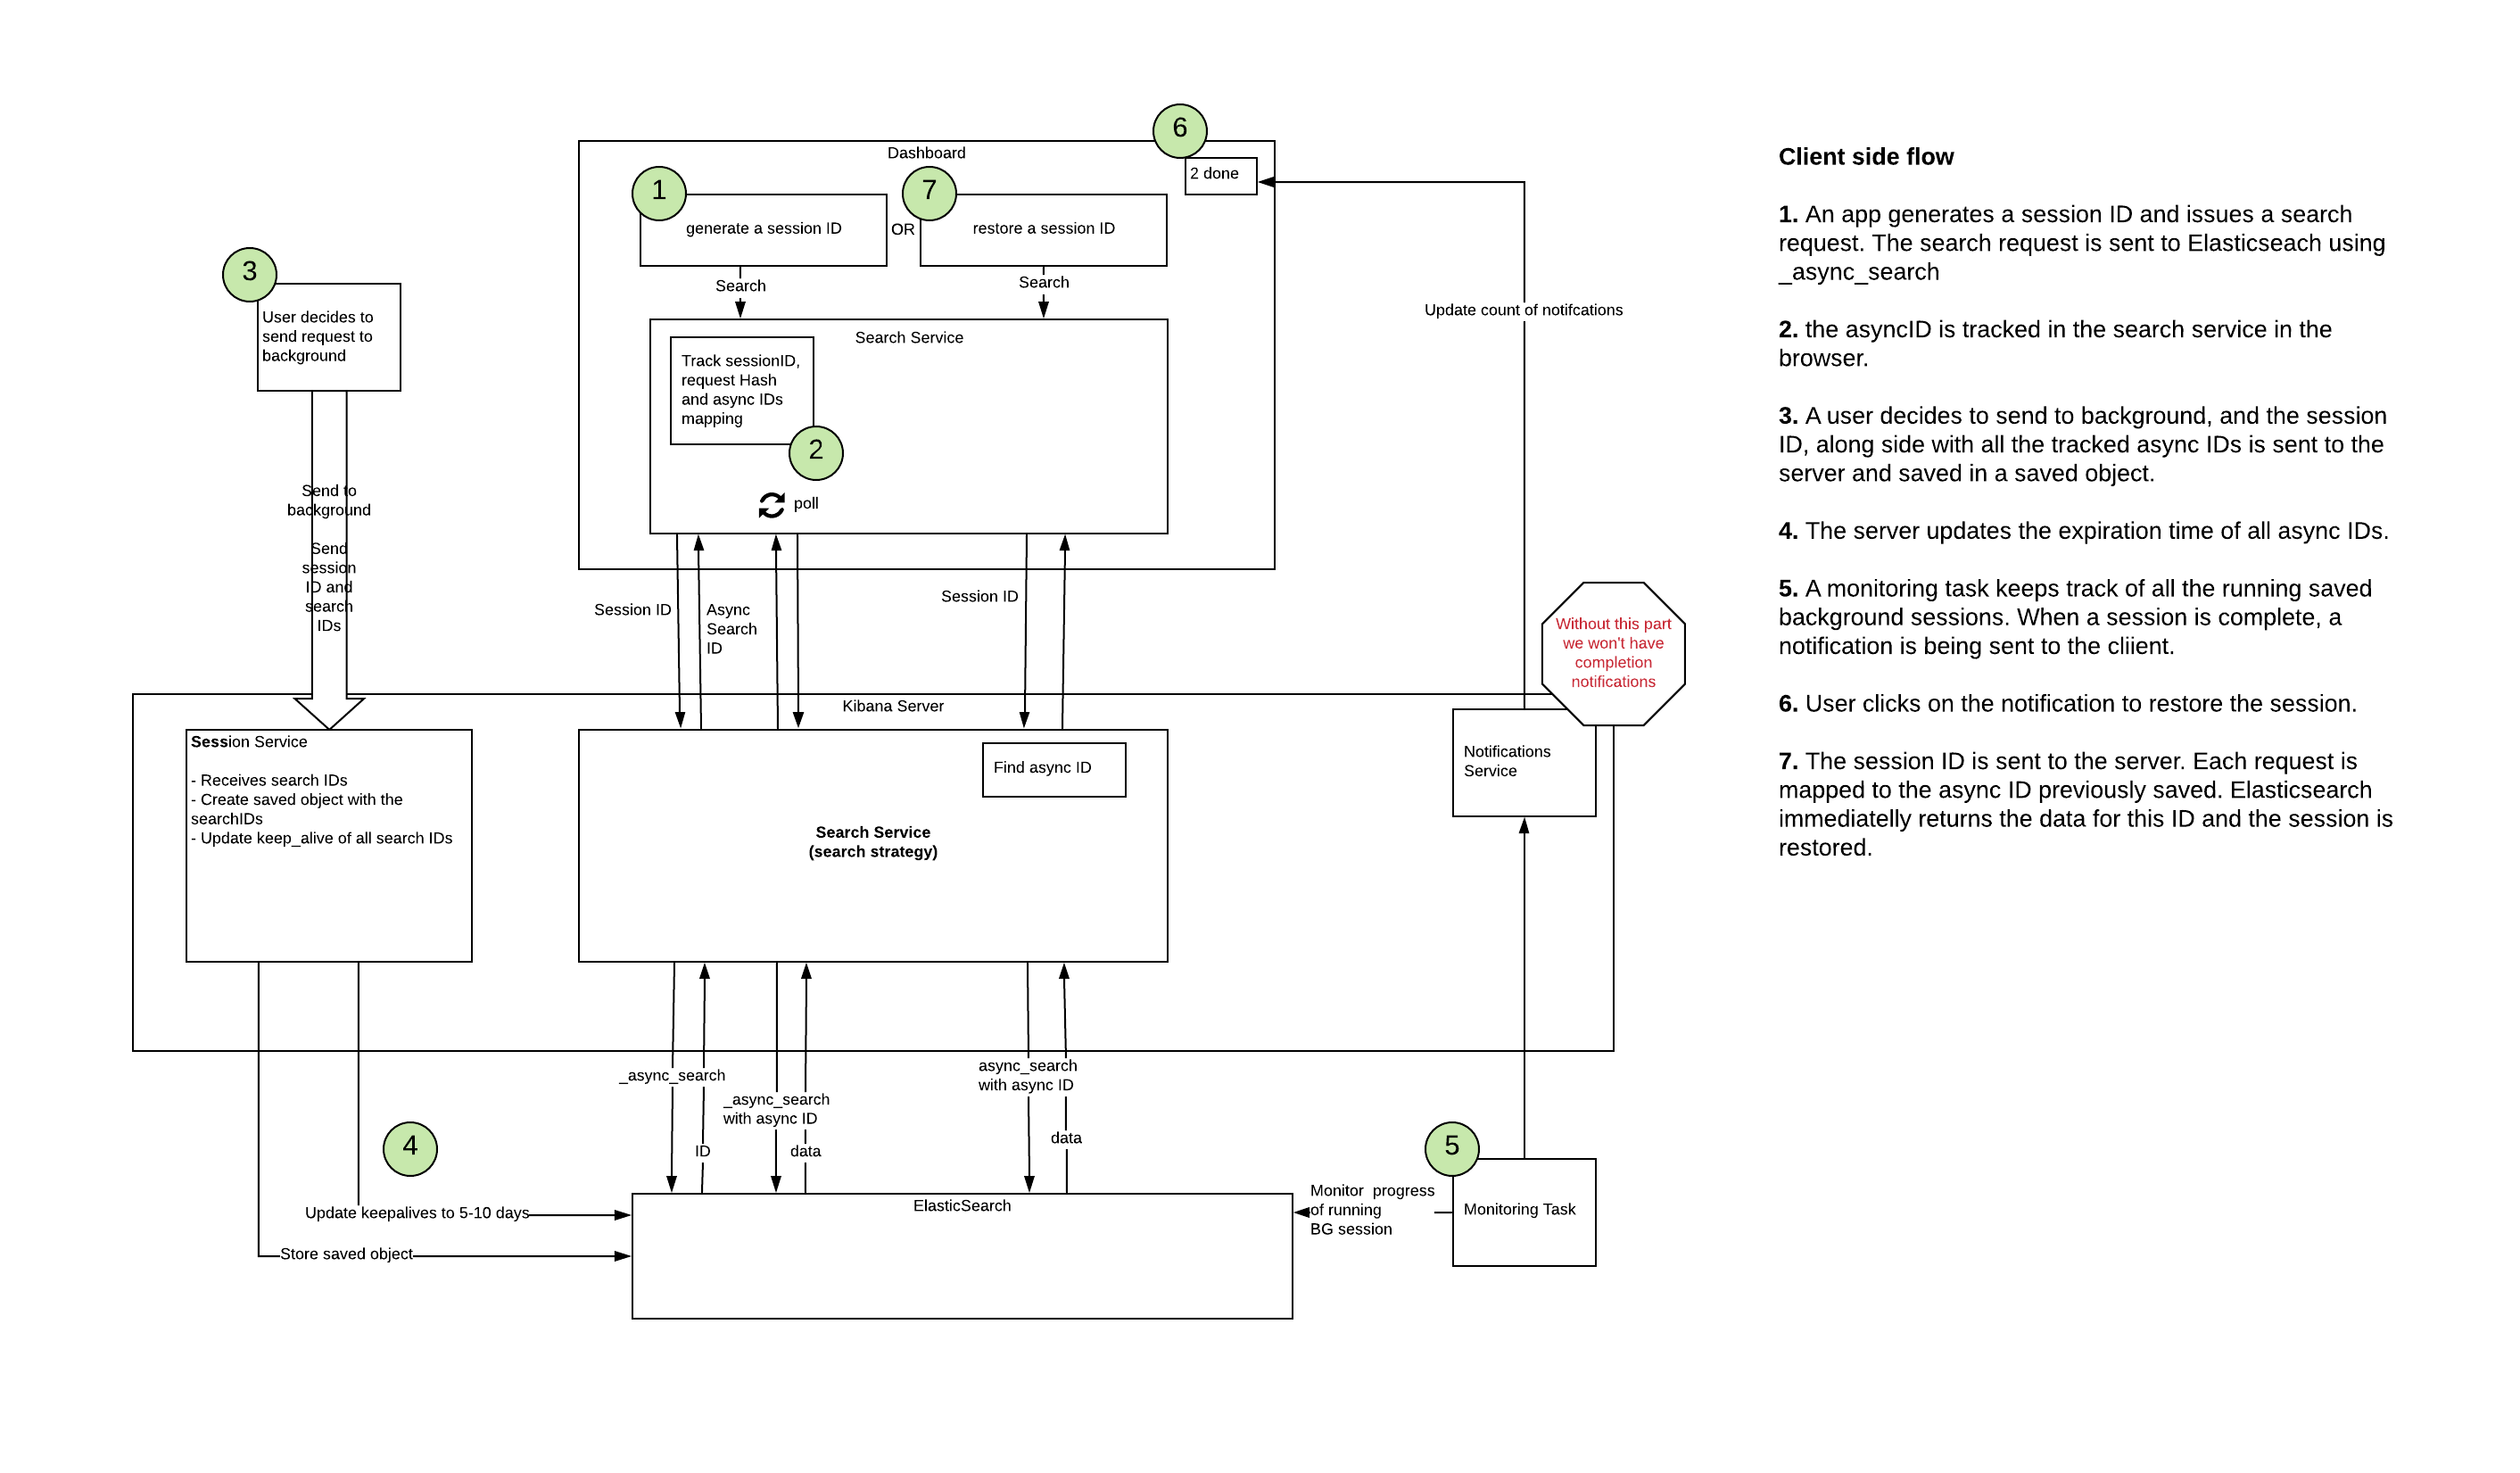 6
Dashboard
2 done
1
7
generate a session ID
OR
restore a session ID
Search
Search
3
User decides to
send request to
background
Update count of notifcations
Search Service
Track sessionID,
request Hash
and async IDs
mapping
2
poll
Send to
background
Send
session
ID and
search
IDs
Session ID
Async
Search
ID
Session ID
Without this part
we won't have
completion
notifications
Kibana Server
Session Service
- Receives search IDs
- Create saved object with the
searchIDs
- Update keep_alive of all search IDs
Find async ID
Search Service
(search strategy)
Notifications
Service
_async_search
ID
_async_search
with async ID
data
async_search
with async ID
data
4
Update keepalives to 5-10 days
Store saved object
ElasticSearch
5
Monitor progress
of running
BG session
Monitoring Task
Client side flow
1. An app generates a session ID and issues a search
request. The search request is sent to Elasticseach using
_async_search
2. the asyncID is tracked in the search service in the
browser.
3. A user decides to send to background, and the session
ID, along side with all the tracked async IDs is sent to the
server and saved in a saved object.
4. The server updates the expiration time of all async IDs.
5. A monitoring task keeps track of all the running saved
background sessions. When a session is complete, a
notification is being sent to the cliient.
6. User clicks on the notification to restore the session.
7. The session ID is sent to the server. Each request is
mapped to the async ID previously saved. Elasticsearch
immediatelly returns the data for this ID and the session is
restored.